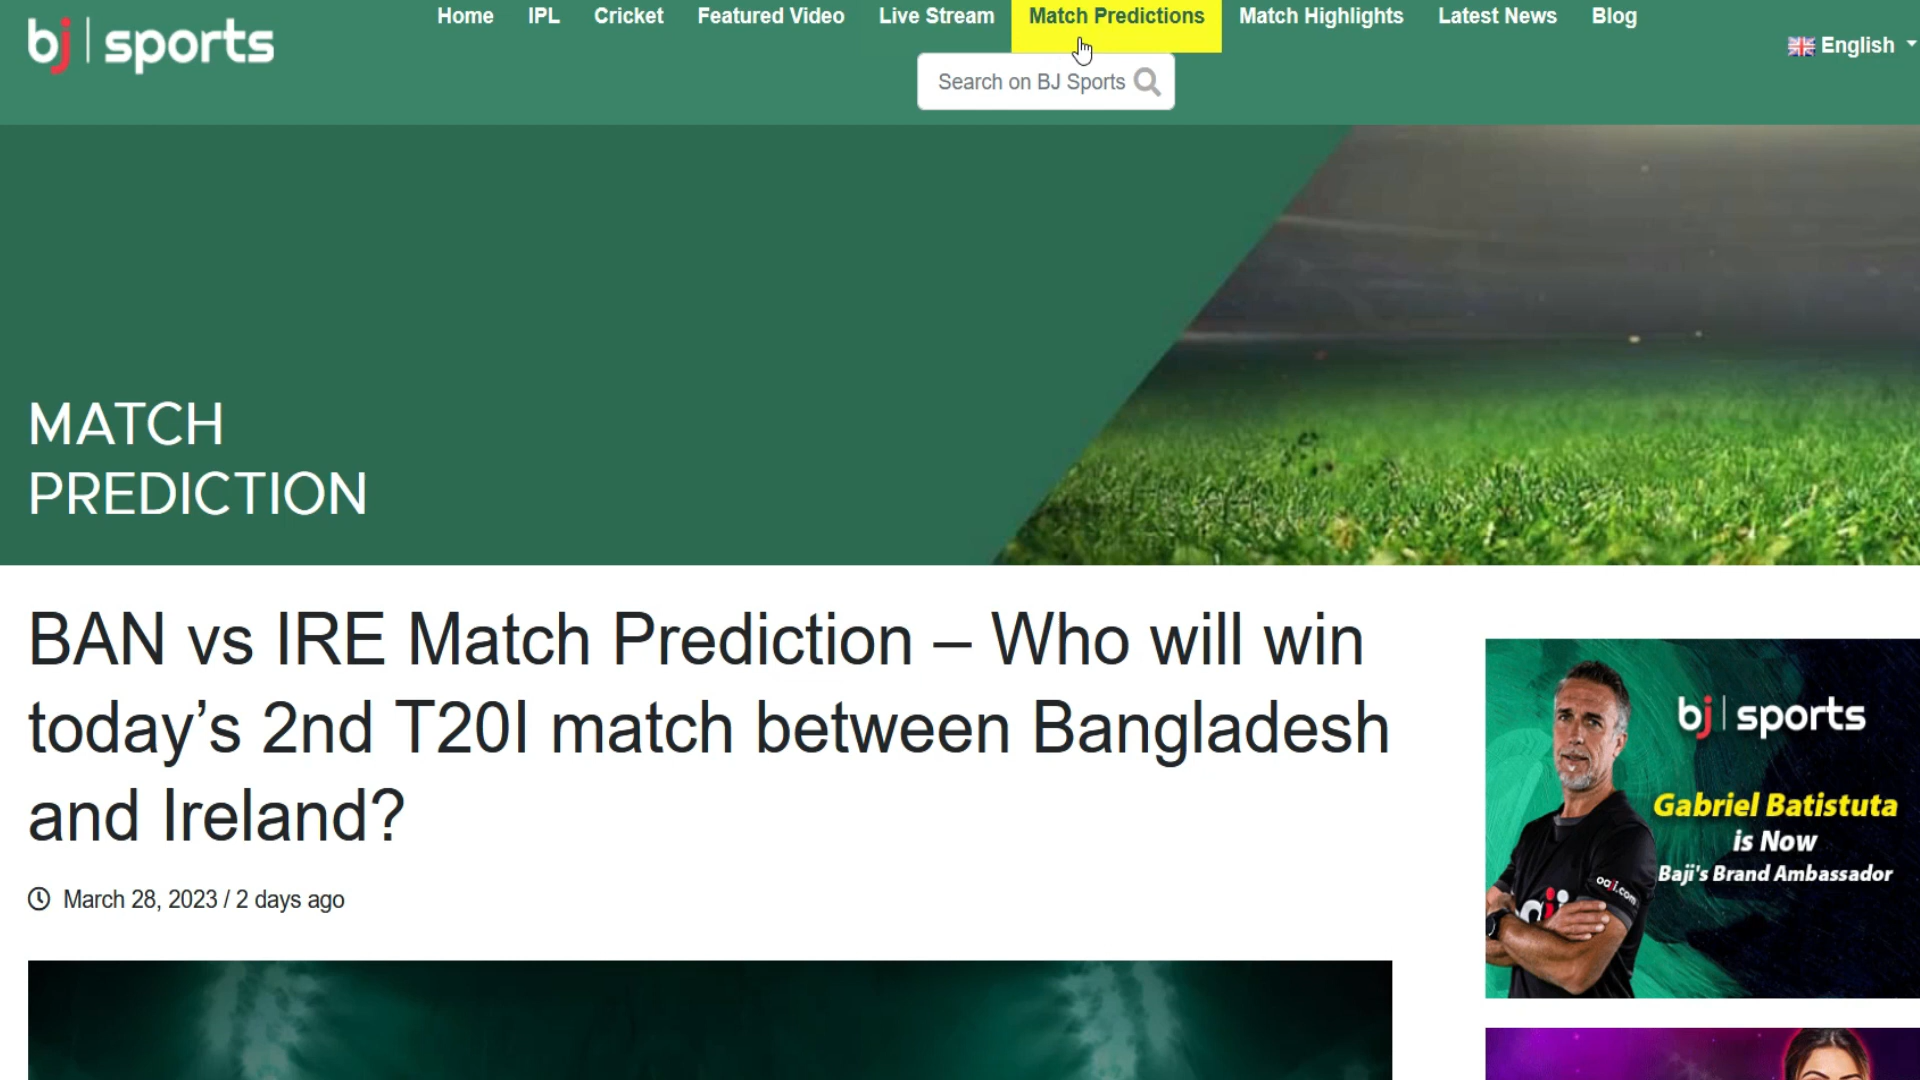 bj | sports
Home IPL Cricket Featured Video Live Stream Match Predictions Match Highlights Latest News Blog
English
Search on BJ Sports
MATCH
PREDICTION
BAN vs IRE Match Prediction – Who will win
today’s 2nd T20I match between Bangladesh
and Ireland?
March 28, 2023 / 2 days ago
bj | sports
Gabriel Batistuta
is Now
Baji's Brand Ambassador